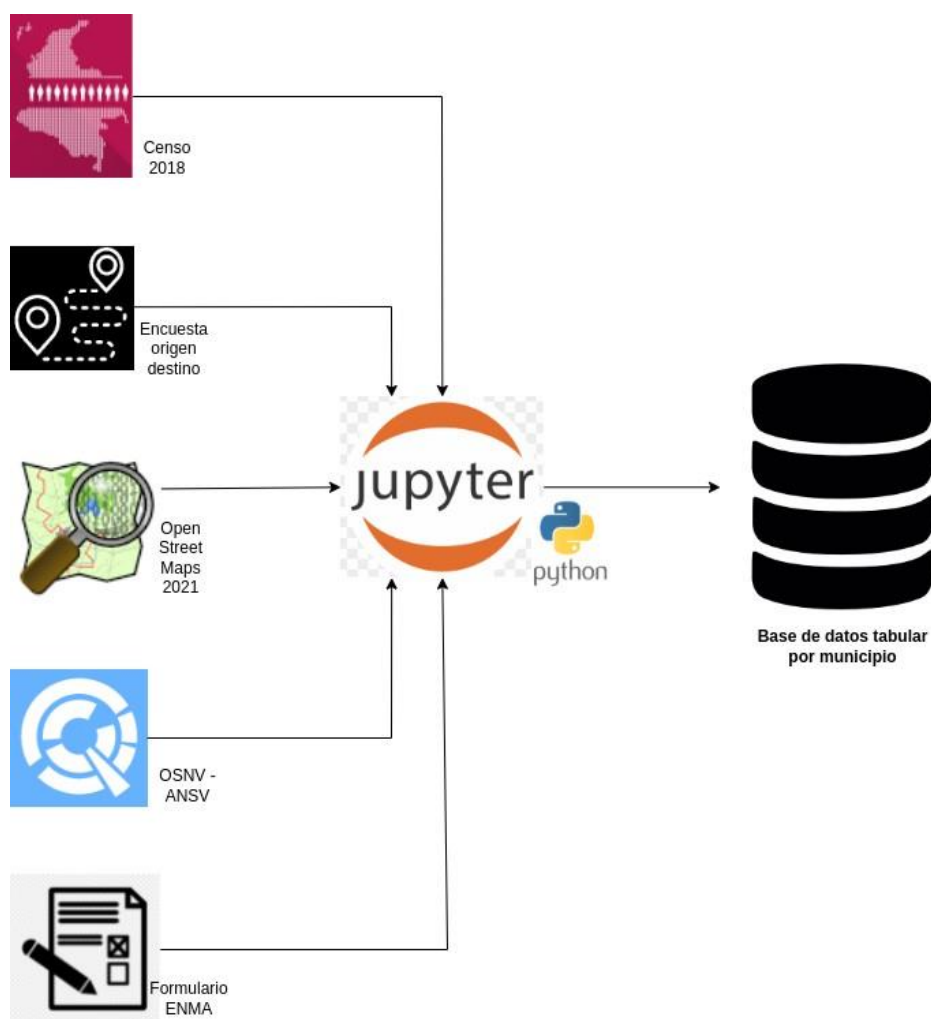 Censo
2018
Encuesta
origen
destino
Open
Street
Maps
2021
jupyter
python
Base de datos tabular
por municipio
OSNV -
ANSV
Formulario
ENMA